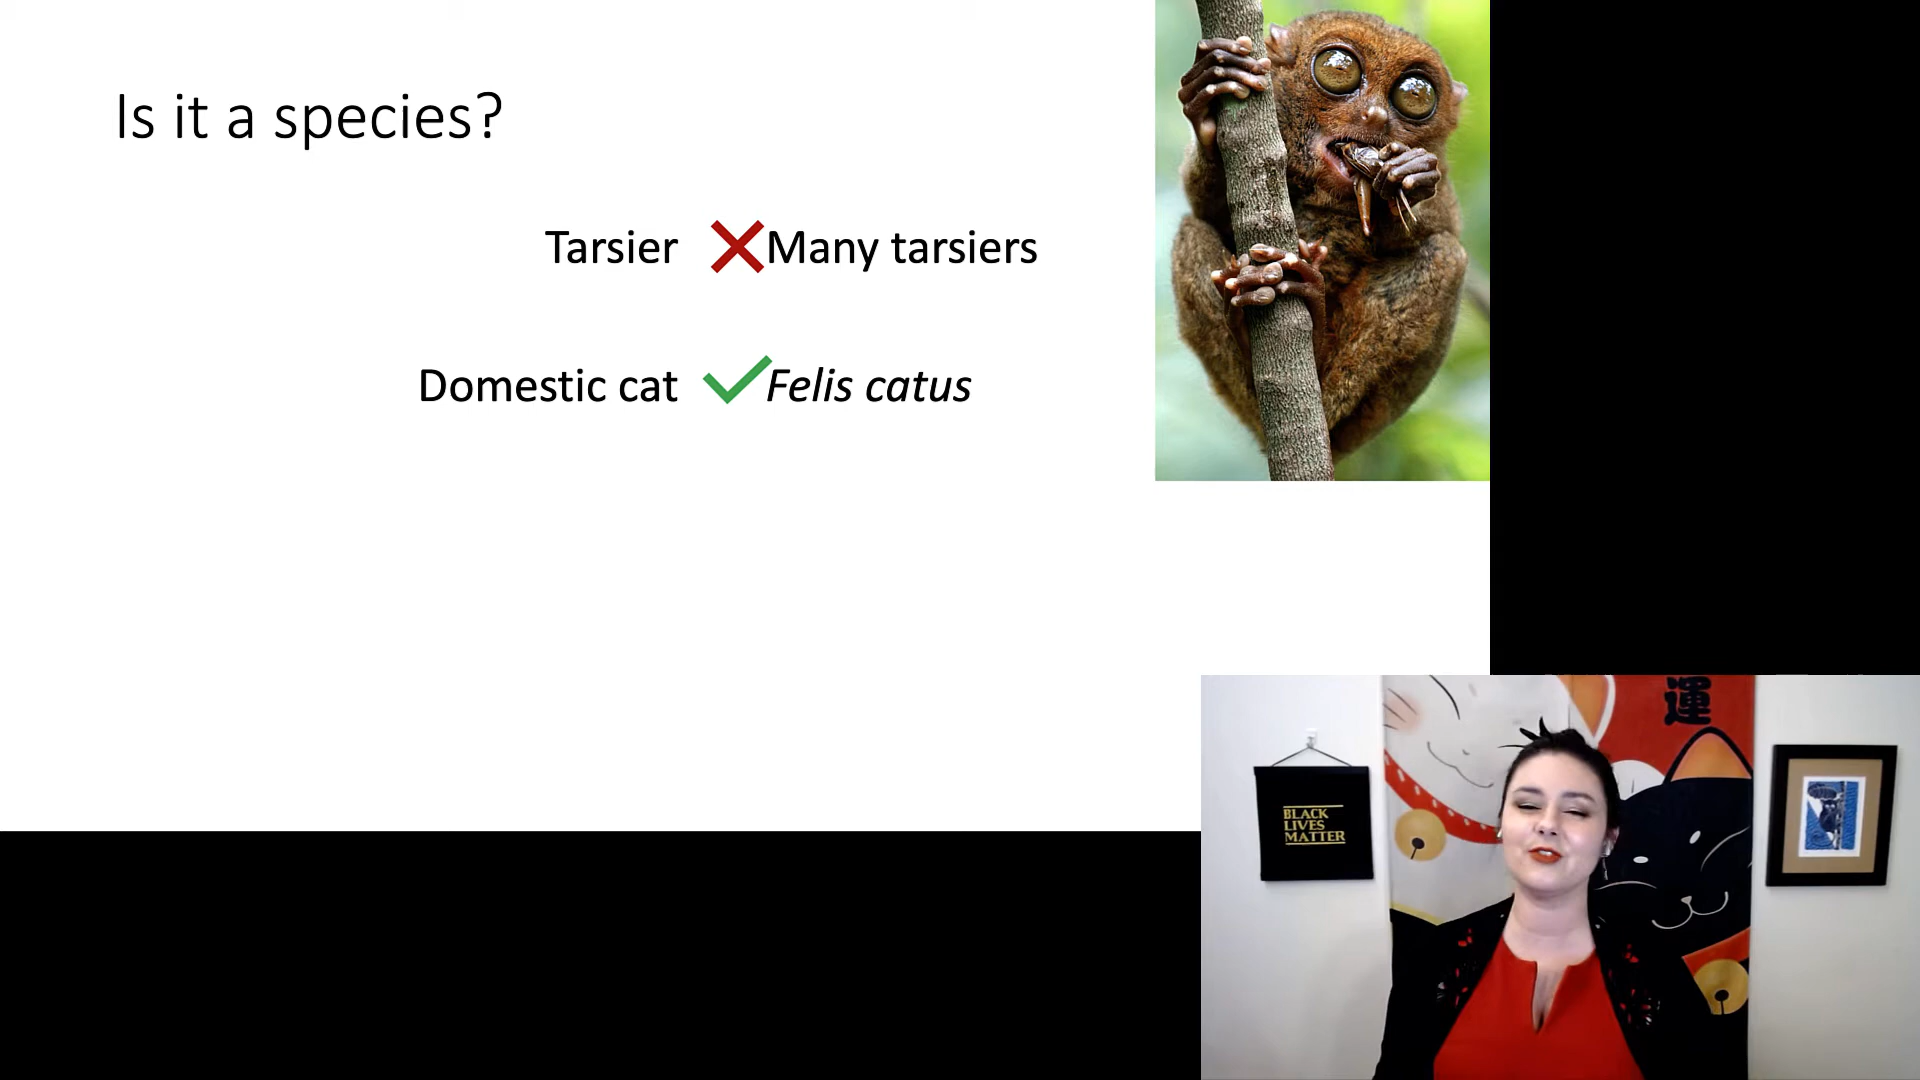 Is it a species?
Tarsier Many tarsiers
Domestic cat Felis catus
運
BLACK
LIVES
MATTER